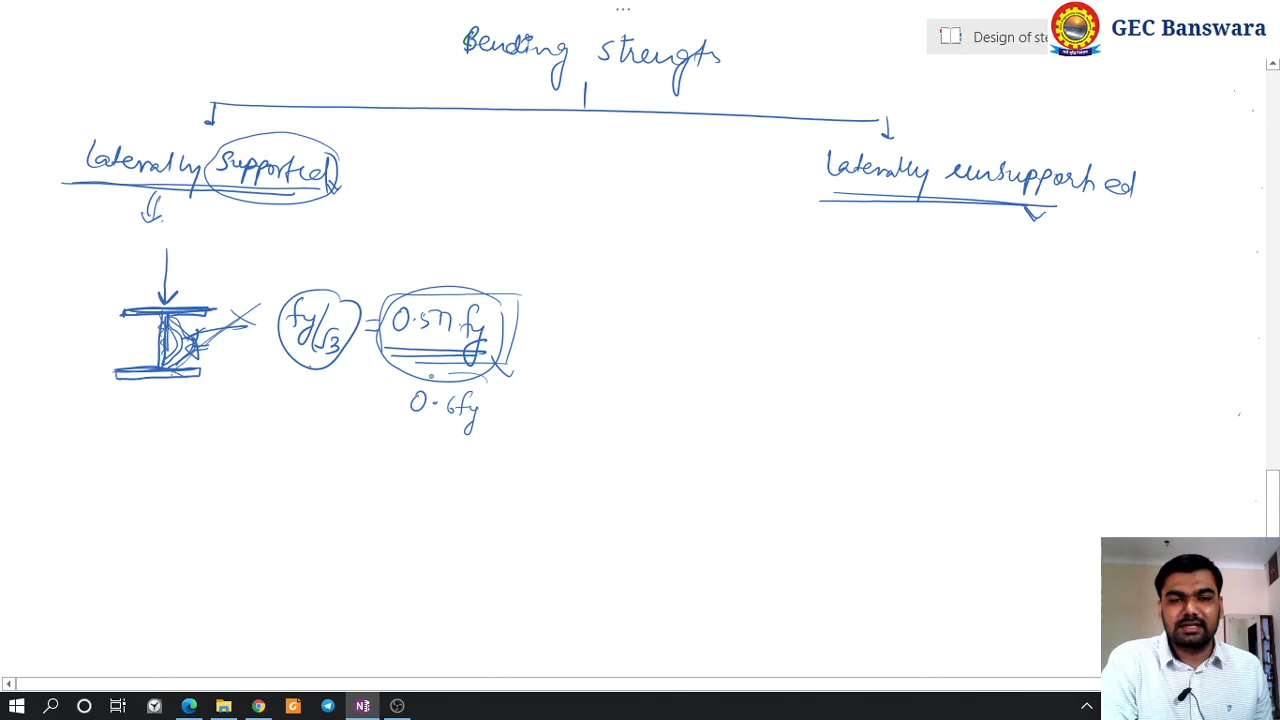 Bending strength
Design of ste
GEC Banswara
Laterally supported
Laterally unsupported
fy/√3 = 0.577 fy
0.6fy